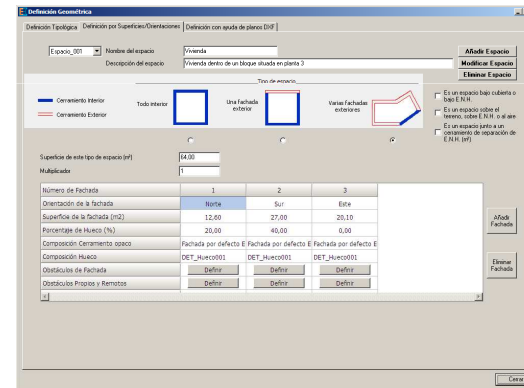 Definición Geométrica
Definición Tipológica Definición por Superficies/Orientaciones Definición con ayuda de planos DXF
Espacio_001 Nombre del espacio Vivienda Añadir Espacio
Descripción del espacio Vivienda dentro de un bloque situada en planta 3 Modificar Espacio
Eliminar Espacio
Tipo de espacio
Cerramiento Interior
Cerramiento Exterior
Todo interior
Una fachada exterior
Varias fachadas exteriores
Es un espacio bajo cubierta o bajo E.N.H.
Es un espacio sobre el terreno, sobre E.N.H. o al aire
Es un espacio junto a un cerramiento de separación de E.N.H. (m²)
Superficie de este tipo de espacio (m²) 64,00
Multiplicador 1
Número de Fachada 1 2 3
Orientación de la fachada Norte Sur Este
Superficie de la fachada (m2) 12,60 27,00 20,10
Porcentaje de Hueco (%) 20,00 40,00 0,00
Composición Cerramiento opaco Fachada por defecto E Fachada por defecto E Fachada por defecto E
Composición Hueco DET_Hueco001 DET_Hueco001 DET_Hueco001
Obstáculos de Fachada Definir Definir Definir
Obstáculos Propios y Remotos Definir Definir Definir
Añadir Fachada
Eliminar Fachada
Cerrar